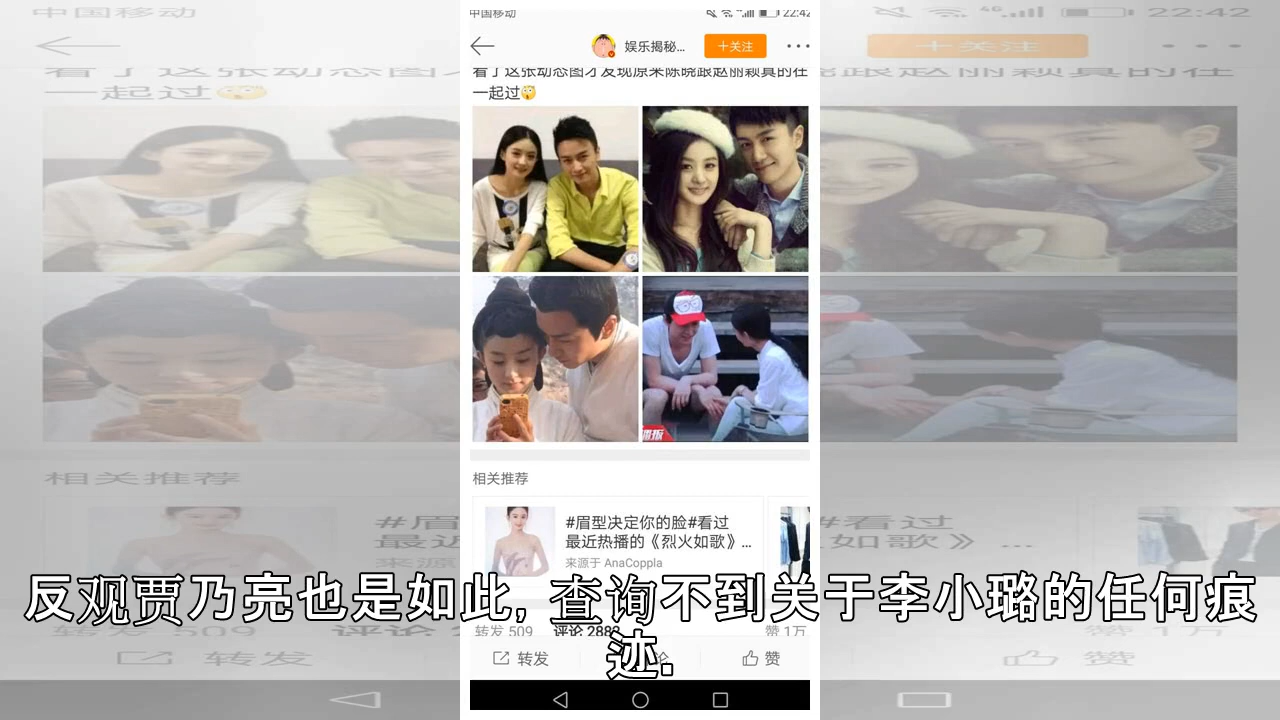 中国移动 22:42
娱乐揭秘... +关注
看了这张动态图才发现原来陈晓跟赵丽颖真的在
一起过
播报
相关推荐
#眉型决定你的脸#看过
最近热播的《烈火如歌》...
来源于 AnaCoppla
反观贾乃亮也是如此, 查询不到关于李小璐的任何痕
迹.
转发 509 评论 2882 赞 1万
转发 赞